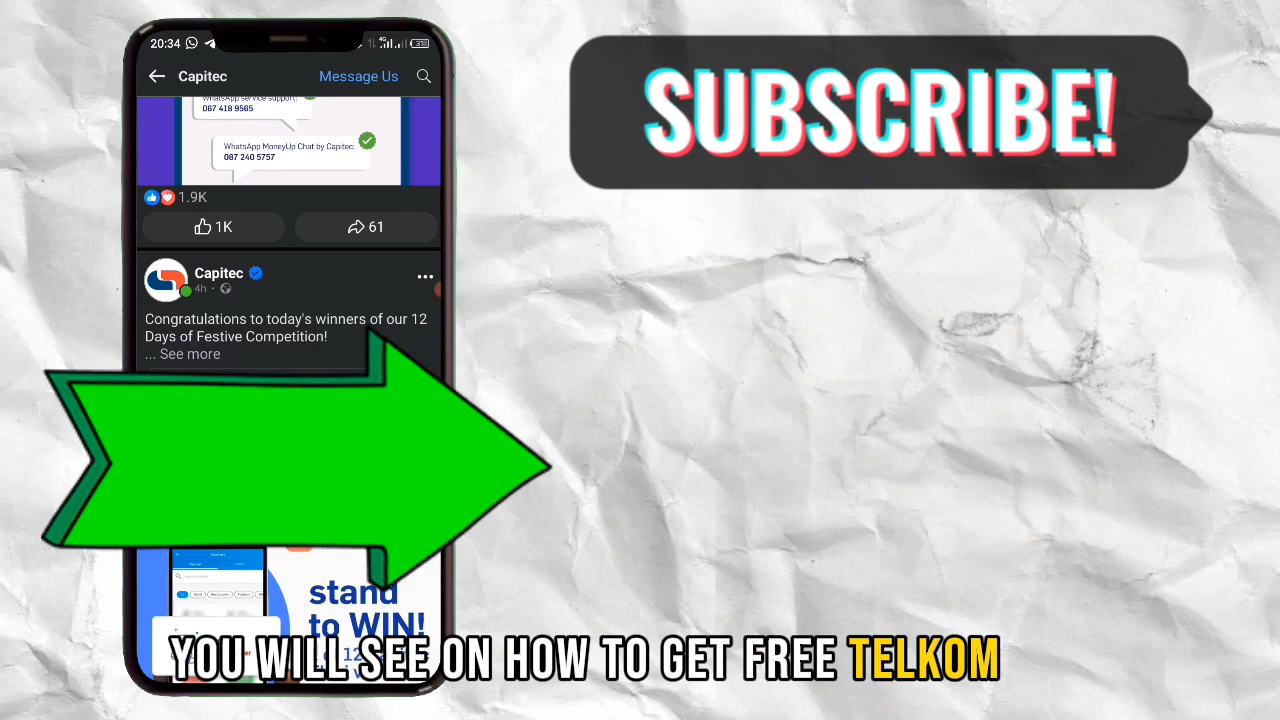 20:34
4G
31
Capitec
Message Us
WhatsApp service support:
087 418 9565
WhatsApp MoneyUp Chat by Capitec:
087 240 5757
1.9K
1K
61
Capitec
4h
Congratulations to today's winners of our 12
Days of Festive Competition!
... See more
stand
to WIN!
SUBSCRIBE!
YOU WILL SEE ON HOW TO GET FREE TELKOM